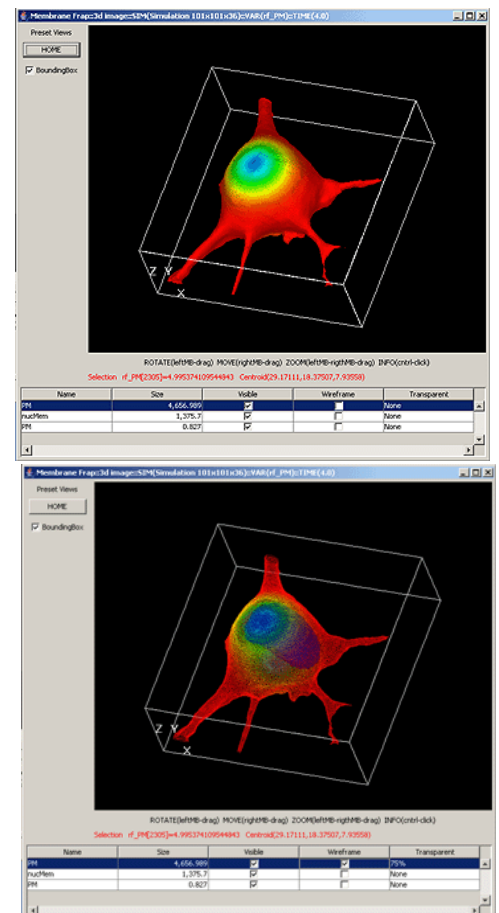 Membrane Frap::3d image::SIM(Simulation 101x101x36)::VAR(rf_PM)::TIME(4.0)
Preset Views
HOME
BoundingBox
Z Y
X
ROTATE(leftMB-drag) MOVE(rightMB-drag) ZOOM(leftMB-rigthMB-drag) INFO(cntrl-click)
Selection rf_PM[2305]=4.995374109544843 Centroid(29.17111,18.37507,7.93558)
Name Size Visible Wireframe Transparent
PM 4,656.989 None
nucMem 1,375.7 None
PM 0.827 None
Membrane Frap::3d image::SIM(Simulation 101x101x36)::VAR(rf_PM)::TIME(4.0)
Preset Views
HOME
BoundingBox
Z Y
X
ROTATE(leftMB-drag) MOVE(rightMB-drag) ZOOM(leftMB-rigthMB-drag) INFO(cntrl-click)
Selection rf_PM[2305]=4.995374109544843 Centroid(29.17111,18.37507,7.93558)
Name Size Visible Wireframe Transparent
PM 4,656.989 75%
nucMem 1,375.7 None
PM 0.827 None